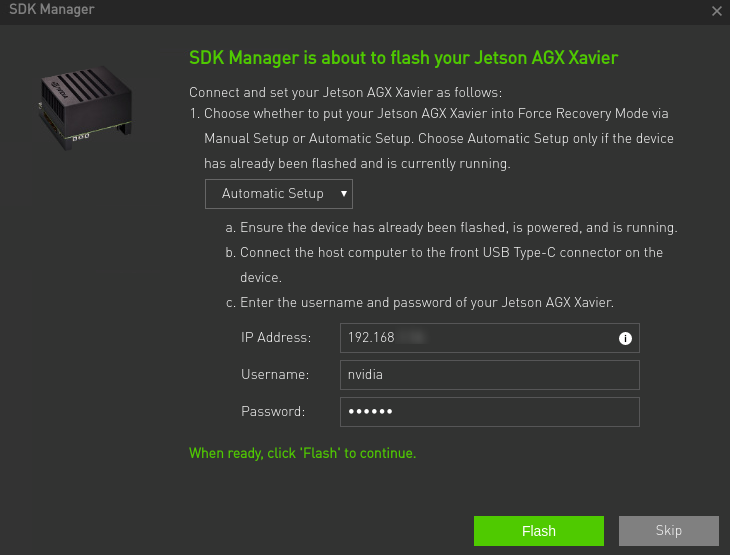 SDK Manager
SDK Manager is about to flash your Jetson AGX Xavier
Connect and set your Jetson AGX Xavier as follows:
1. Choose whether to put your Jetson AGX Xavier into Force Recovery Mode via
Manual Setup or Automatic Setup. Choose Automatic Setup only if the device
has already been flashed and is currently running.
Automatic Setup
a. Ensure the device has already been flashed, is powered, and is running.
b. Connect the host computer to the front USB Type-C connector on the
device.
c. Enter the username and password of your Jetson AGX Xavier.
IP Address: 192.168
Username: nvidia
Password: ••••••
When ready, click 'Flash' to continue.
Flash Skip